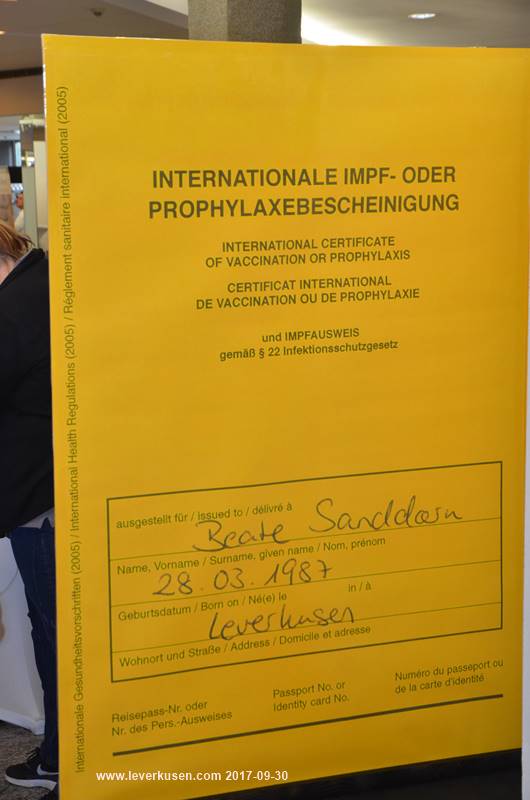 INTERNATIONALE IMPF- ODER
PROPHYLAXEBESCHEINIGUNG
INTERNATIONAL CERTIFICATE
OF VACCINATION OR PROPHYLAXIS
CERTIFICAT INTERNATIONAL
DE VACCINATION OU DE PROPHYLAXIE
und IMPFAUSWEIS
gemäß § 22 Infektionsschutzgesetz
Internationale Gesundheitsvorschriften (2005) / International Health Regulations (2005) / Règlement sanitaire international (2005)
ausgestellt für / issued to / délivré à
Beate Sanddorn
Name, Vorname / Surname, given name / Nom, prénom
28.03.1987
Geburtsdatum / Born on / Né(e) le in / à
Leverkusen
Wohnort und Straße / Address / Domicile et adresse
Reisepass-Nr. oder
Nr. des Pers.-Ausweises
Passport No. or
Identity card No.
Numéro du passeport ou
de la carte d'identité
www.leverkusen.com 2017-09-30